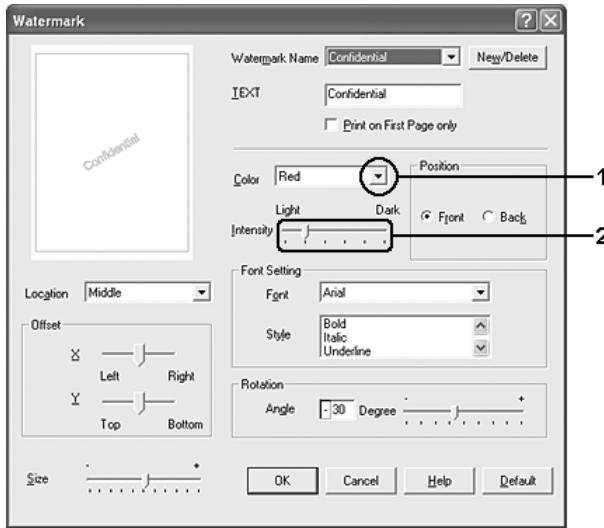 Watermark
Watermark Name Confidential New/Delete
TEXT Confidential
Print on First Page only
Confidential
Color Red
Position
1
Light Dark
Front Back
Intensity
2
Font Setting
Location Middle
Font Arial
Offset
Style Bold
Italic
Underline
X
Left Right
Rotation
Y
Angle -30 Degree - +
Top Bottom
Size - +
OK Cancel Help Default